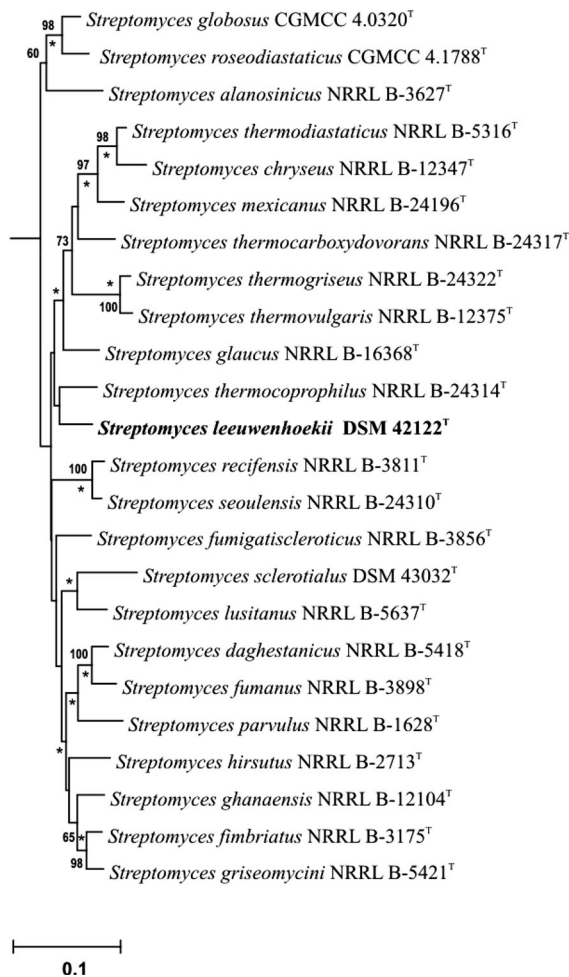 98
Streptomyces globosus CGMCC 4.0320ᵀ
*
60
Streptomyces roseodiastaticus CGMCC 4.1788ᵀ
Streptomyces alanosinicus NRRL B-3627ᵀ
98
Streptomyces thermodiastaticus NRRL B-5316ᵀ
*
97
Streptomyces chryseus NRRL B-12347ᵀ
*
Streptomyces mexicanus NRRL B-24196ᵀ
73
Streptomyces thermocarboxydovorans NRRL B-24317ᵀ
*
Streptomyces thermogriseus NRRL B-24322ᵀ
*
100
Streptomyces thermovulgaris NRRL B-12375ᵀ
Streptomyces glaucus NRRL B-16368ᵀ
Streptomyces thermocoprophilus NRRL B-24314ᵀ
Streptomyces leeuwenhoekii DSM 42122ᵀ
100
Streptomyces recifensis NRRL B-3811ᵀ
*
Streptomyces seoulensis NRRL B-24310ᵀ
Streptomyces fumigatiscleroticus NRRL B-3856ᵀ
*
Streptomyces sclerotialus DSM 43032ᵀ
Streptomyces lusitanus NRRL B-5637ᵀ
100
Streptomyces daghestanicus NRRL B-5418ᵀ
*
Streptomyces fumanus NRRL B-3898ᵀ
*
Streptomyces parvulus NRRL B-1628ᵀ
*
Streptomyces hirsutus NRRL B-2713ᵀ
Streptomyces ghanaensis NRRL B-12104ᵀ
65
*
Streptomyces fimbriatus NRRL B-3175ᵀ
98
Streptomyces griseomycini NRRL B-5421ᵀ
0.1